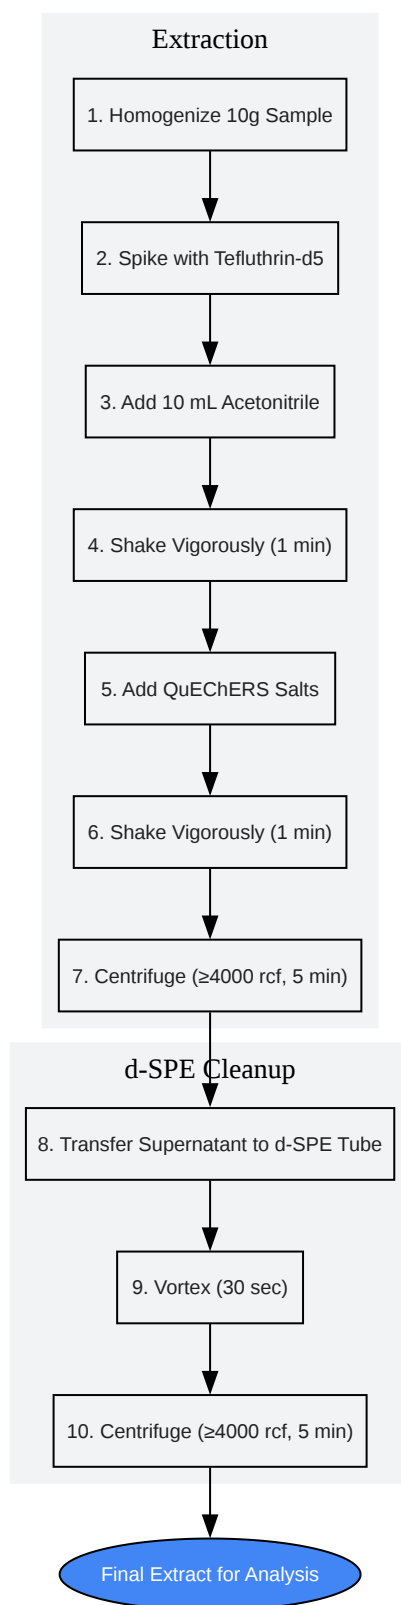 Extraction
1. Homogenize 10g Sample
2. Spike with Tefluthrin-d5
3. Add 10 mL Acetonitrile
4. Shake Vigorously (1 min)
5. Add QuEChERS Salts
6. Shake Vigorously (1 min)
7. Centrifuge (≥4000 rcf, 5 min)
d-SPE Cleanup
8. Transfer Supernatant to d-SPE Tube
9. Vortex (30 sec)
10. Centrifuge (≥4000 rcf, 5 min)
Final Extract for Analysis